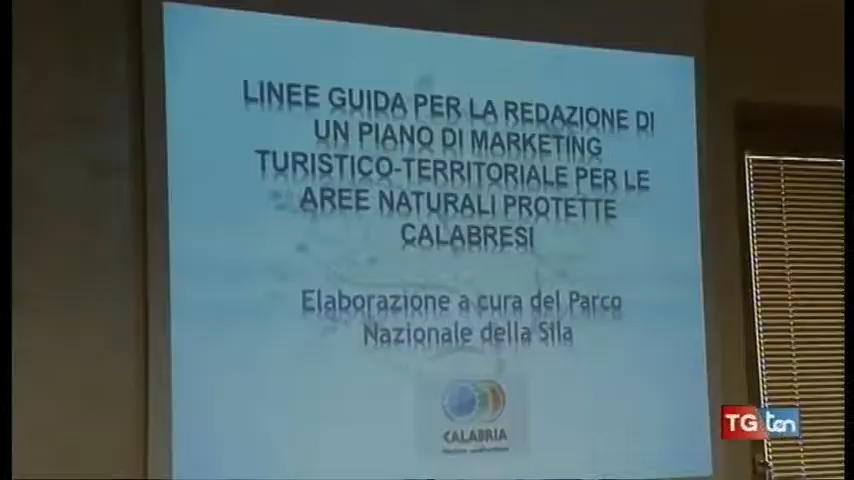 LINEE GUIDA PER LA REDAZIONE DI
UN PIANO DI MARKETING
TURISTICO-TERRITORIALE PER LE
AREE NATURALI PROTETTE
CALABRESI
Elaborazione a cura del Parco
Nazionale della Sila
CALABRIA
TG ten